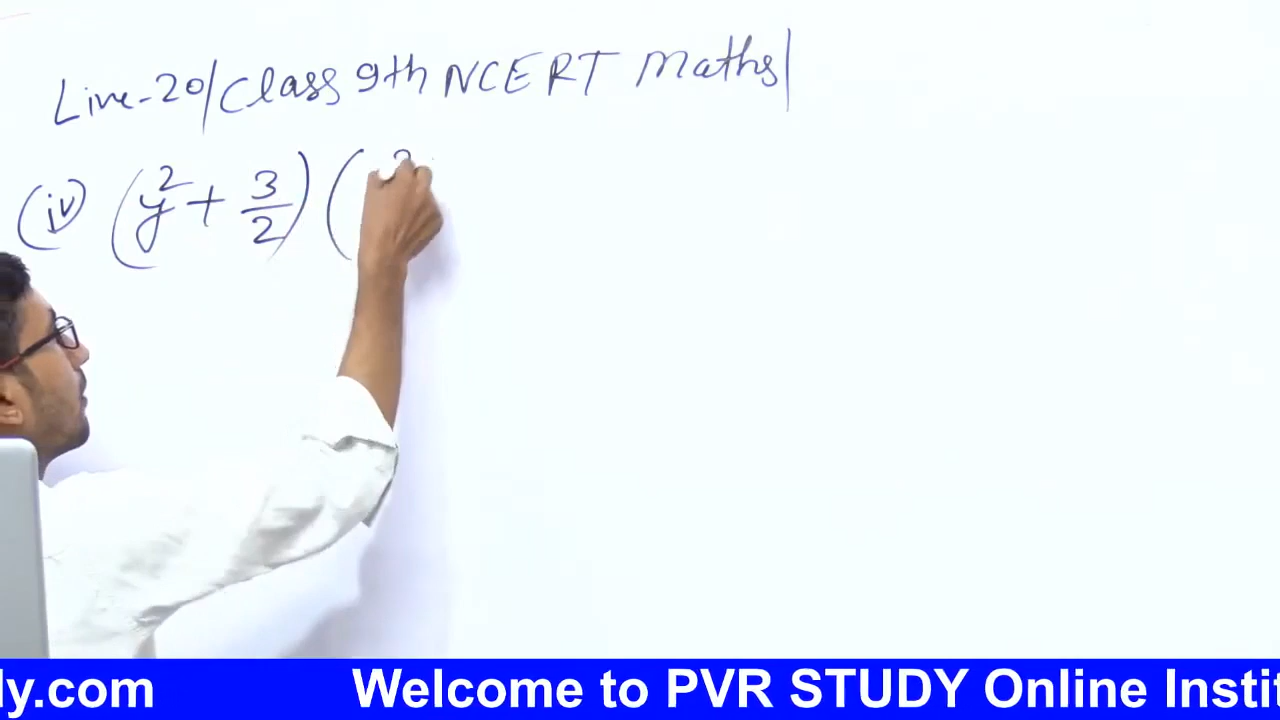 Live-20/Class 9th NCERT Maths/
(iv) (y² + 3/2) (
ly.com Welcome to PVR STUDY Online Instit